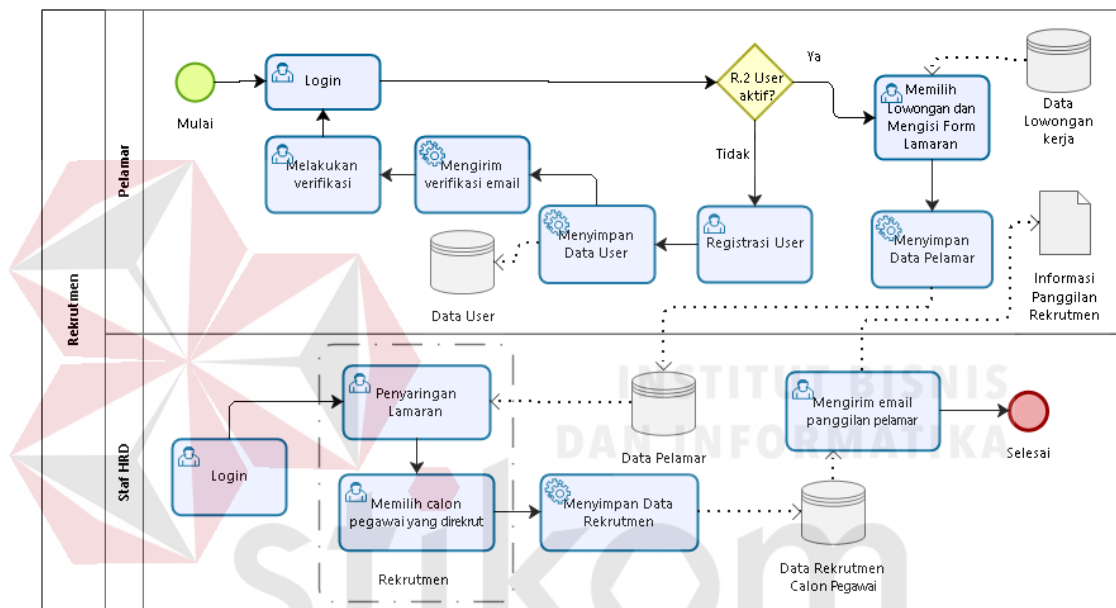 Rekrutmen
Pelamar
Mulai
Login
R.2 User
aktif?
Ya
Tidak
Memilih
Lowongan dan
Mengisi Form
Lamaran
Data
Lowongan
kerja
Melakukan
verifikasi
Mengirim
verifikasi email
Menyimpan
Data User
Registrasi User
Menyimpan
Data Pelamar
Data User
Informasi
Panggilan
Rekrutmen
Staf HRD
Login
Penyaringan
Lamaran
Memilih calon
pegawai yang direkrut
Rekrutmen
Data Pelamar
Menyimpan Data
Rekrutmen
Mengirim email
panggilan pelamar
Selesai
Data Rekrutmen
Calon Pegawai
INSTITUT BISNIS
DAN INFORMATIKA
stikom